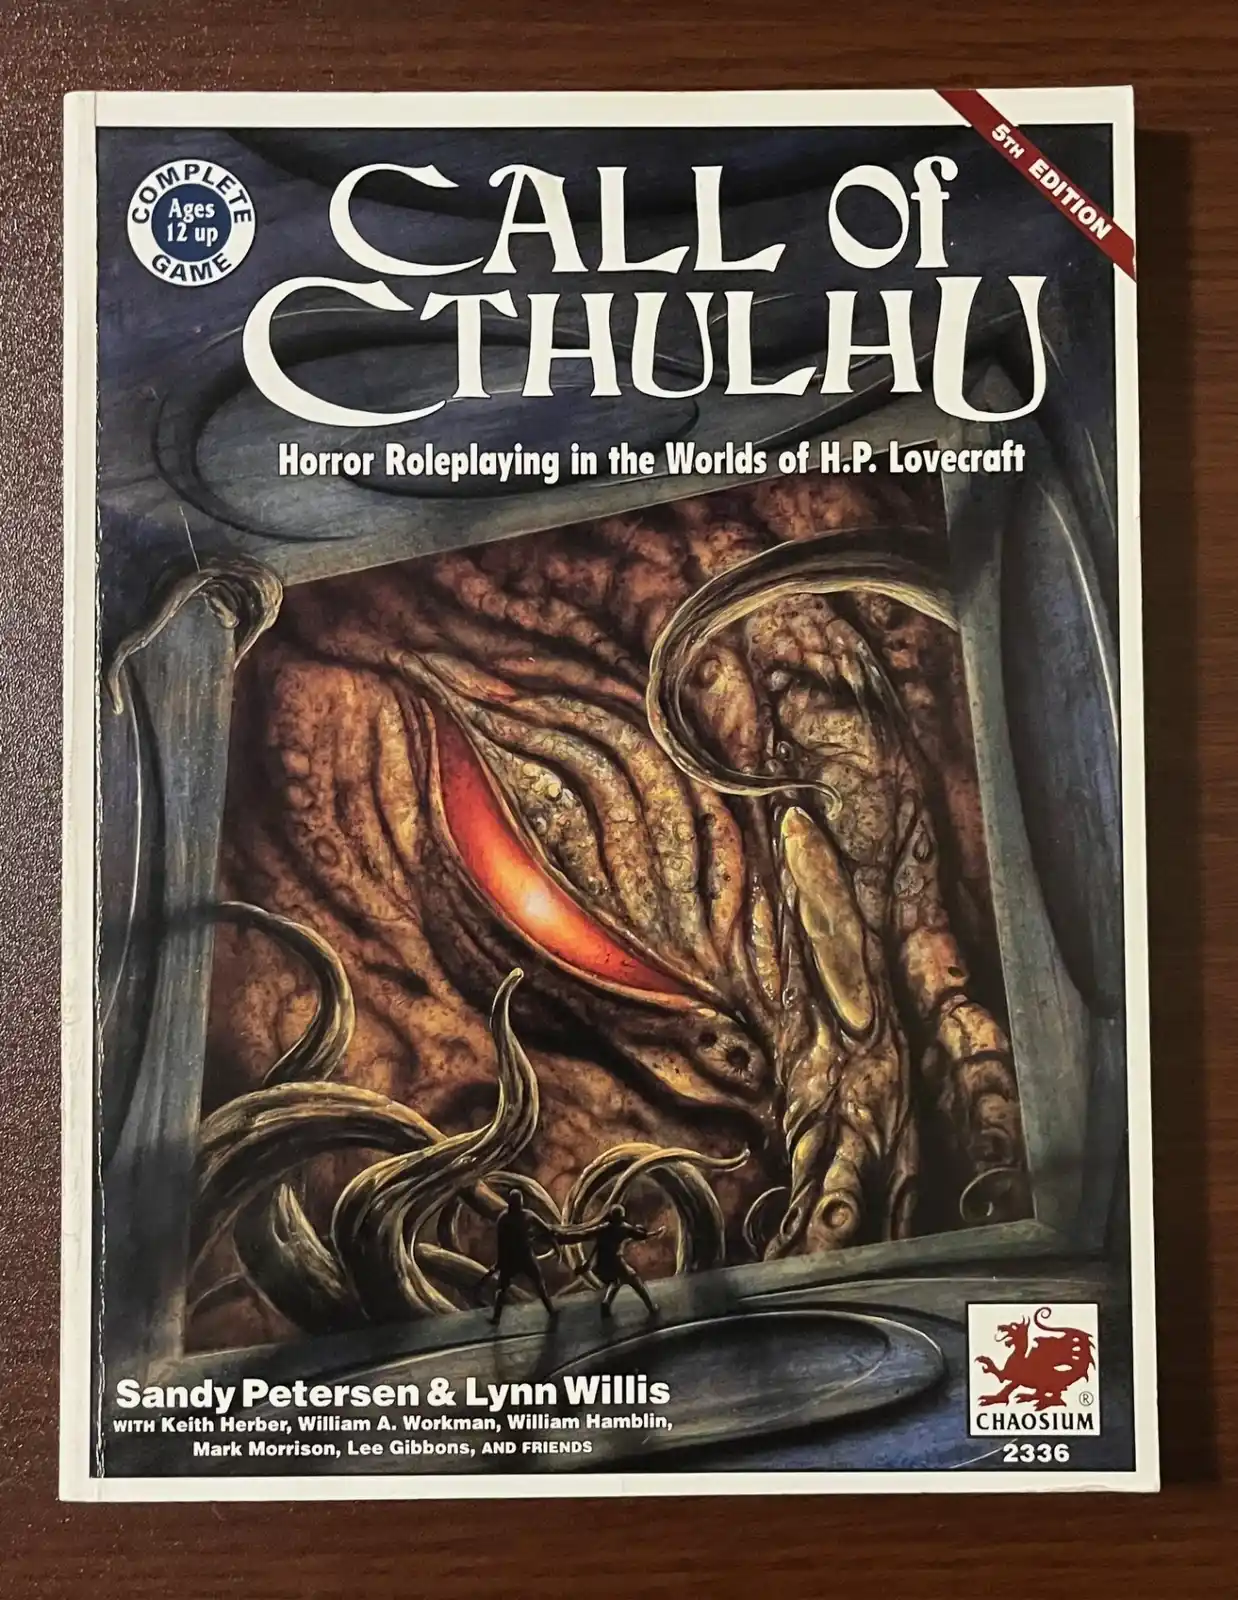 5TH EDITION
COMPLETE
Ages
12 up
GAME
CALL Of
CTHULHU
Horror Roleplaying in the Worlds of H.P. Lovecraft
Sandy Petersen & Lynn Willis
WITH Keith Herber, William A. Workman, William Hamblin,
Mark Morrison, Lee Gibbons, AND FRIENDS
®
CHAOSIUM
2336